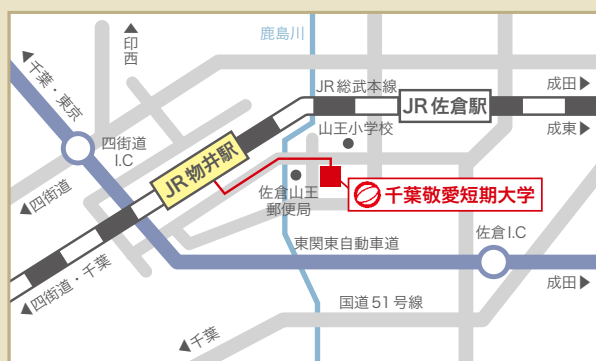 ▲印西
鹿島川
▲千葉・東京
JR総武本線
成田▶
JR佐倉駅
四街道
I.C
山王小学校
成東▶
JR物井駅
▲四街道
佐倉山王
郵便局
千葉敬愛短期大学
東関東自動車道
佐倉I.C
成田▶
▲四街道・千葉
国道51号線
▲千葉